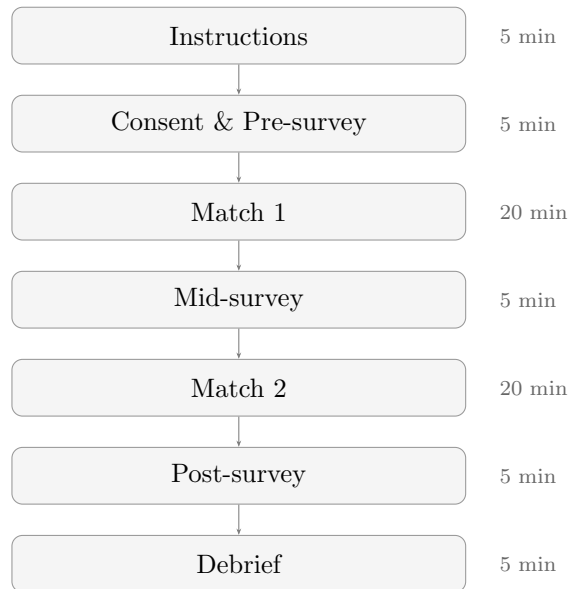 Instructions 5 min
Consent & Pre-survey 5 min
Match 1 20 min
Mid-survey 5 min
Match 2 20 min
Post-survey 5 min
Debrief 5 min